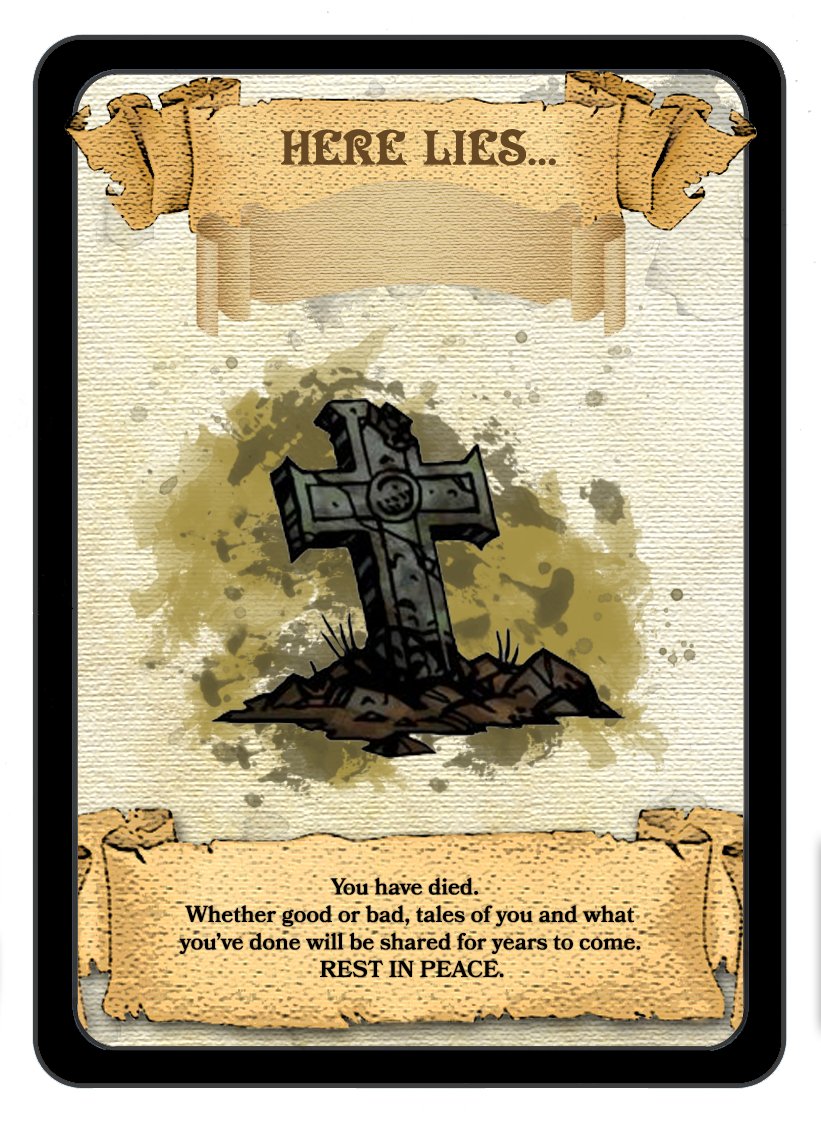 HERE LIES...
You have died.
Whether good or bad, tales of you and what
you've done will be shared for years to come.
REST IN PEACE.